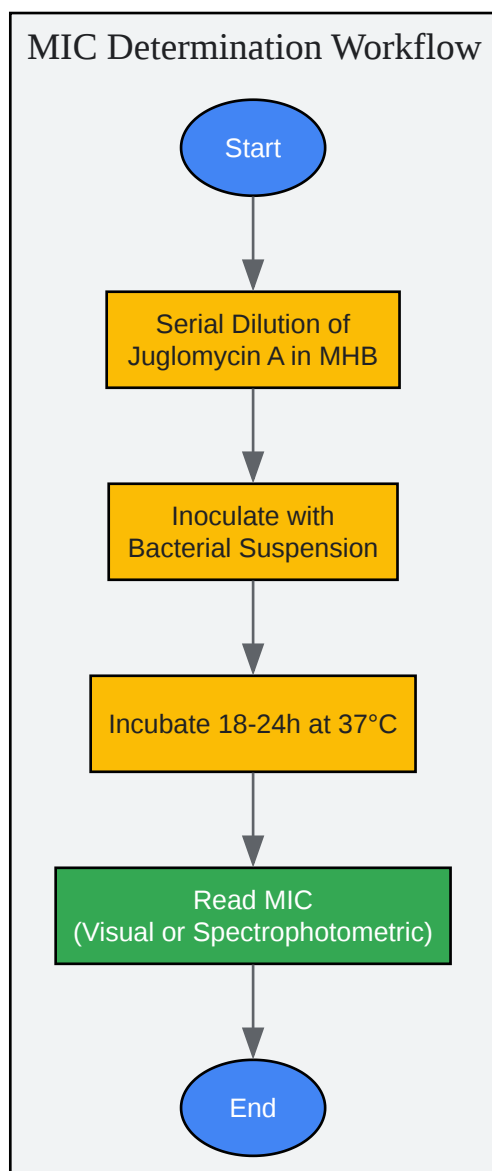 MIC Determination Workflow
Start
Serial Dilution of
Juglomycin A in MHB
Inoculate with
Bacterial Suspension
Incubate 18-24h at 37°C
Read MIC
(Visual or Spectrophotometric)
End